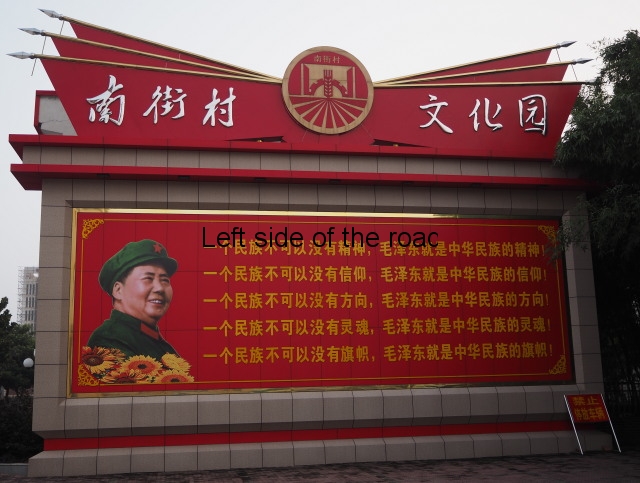 南街村
南街村 文化园
Left side of the roac
一个民族不可以没有精神，毛泽东就是中华民族的精神！
一个民族不可以没有信仰，毛泽东就是中华民族的信仰！
一个民族不可以没有方向，毛泽东就是中华民族的方向！
一个民族不可以没有灵魂，毛泽东就是中华民族的灵魂！
一个民族不可以没有旗帜，毛泽东就是中华民族的旗帜！
禁止
停放车辆